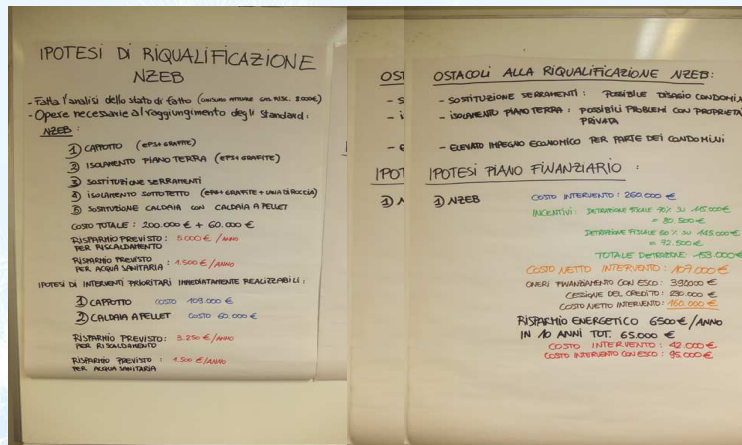 IPOTESI DI RIQUALIFICAZIONE
NZEB
- Fatta l'analisi dello stato di fatto (CONSUMO ATTUALE GAS RISC. 8000€)
- Opere necessarie al raggiungimento degli Standard:
NZEB:
1) CAPPOTTO (EPS+GRAFITE)
2) ISOLAMENTO PIANO TERRA (EPS+GRAFITE)
3) SOSTITUZIONE SERRAMENTI
4) ISOLAMENTO SOTTOTETTO (EPS+GRAFITE+LANA DI ROCCIA)
5) SOSTITUZIONE CALDAIA CON CALDAIA A PELLET
COSTO TOTALE: 200.000 € + 60.000 €
RISPARMIO PREVISTO: 5.000 €/ANNO
PER RISCALDAMENTO
RISPARMIO PREVISTO: 1.500 €/ANNO
PER ACQUA SANITARIA
IPOTESI DI INTERVENTI PRIORITARI IMMEDIATAMENTE REALIZZABILI:
1) CAPPOTTO COSTO 109.000 €
2) CALDAIA A PELLET COSTO 60.000 €
RISPARMIO PREVISTO: 3.250 €/ANNO
PER RISCALDAMENTO
RISPARMIO PREVISTO: 1.500 €/ANNO
PER ACQUA SANITARIA
OST
- S
- i
- E
IPOT
1) N
OSTACOLI ALLA RIQUALIFICAZIONE NZEB:
- SOSTITUZIONE SERRAMENTI: POSSIBILE DISAGIO CONDOMINI
- ISOLAMENTO PIANO TERRA: POSSIBILI PROBLEMI CON PROPRIETÀ
PRIVATA
- ELEVATO IMPEGNO ECONOMICO PER PARTE DEI CONDOMINI
IPOTESI PIANO FINANZIARIO:
1) NZEB COSTO INTERVENTO: 260.000 €
INCENTIVI: DETRAZIONE FISCALE 70% SU 115.000€
= 80.500 €
DETRAZIONE FISCALE 50% SU 145.000€
= 72.500 €
TOTALE DETRAZIONE: 153.000€
COSTO NETTO INTERVENTO: 107.000 €
ONERI FINANZIAMENTO CON ESCO: 390.000 €
CESSIONE DEL CREDITO: 230.000 €
COSTO NETTO INTERVENTO: 160.000 €
RISPARMIO ENERGETICO 6500€/ANNO
IN 10 ANNI TOT. 65.000 €
COSTO INTERVENTO: 42.000€
COSTO INTERVENTO CON ESCO: 95.000€